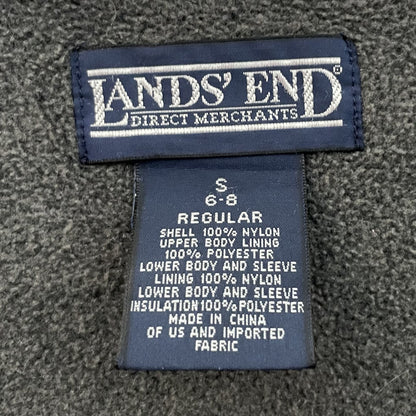 LANDS' END®
DIRECT MERCHANTS
S
6-8
REGULAR
SHELL 100% NYLON
UPPER BODY LINING
100% POLYESTER
LOWER BODY AND SLEEVE
LINING 100% NYLON
LOWER BODY AND SLEEVE
INSULATION 100% POLYESTER
MADE IN CHINA
OF US AND IMPORTED
FABRIC